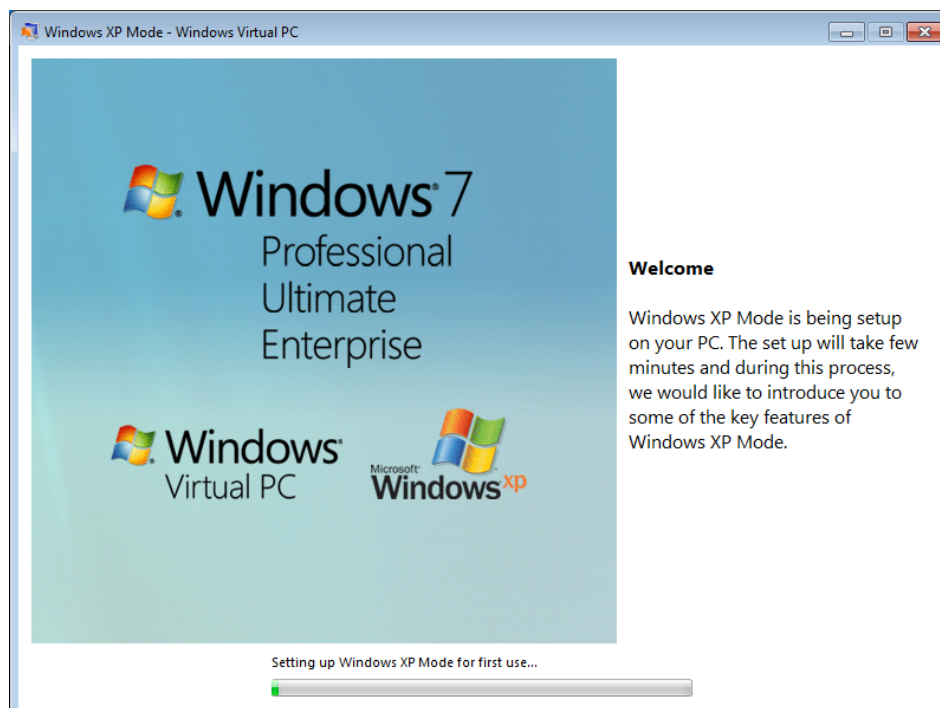 Windows XP Mode - Windows Virtual PC
Windows 7
Professional
Ultimate
Enterprise
Windows
Virtual PC
Microsoft
Windows xp
Welcome
Windows XP Mode is being setup
on your PC. The set up will take few
minutes and during this process,
we would like to introduce you to
some of the key features of
Windows XP Mode.
Setting up Windows XP Mode for first use...